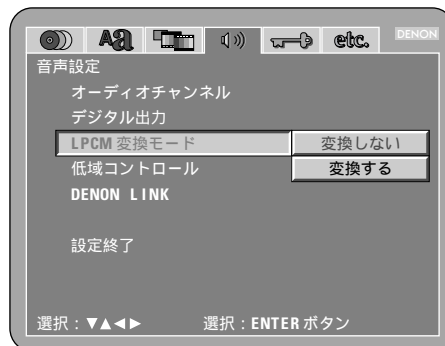 Aあ etc. DENON
音声設定
オーディオチャンネル
デジタル出力
LPCM 変換モード 変換しない
低域コントロール 変換する
DENON LINK
設定終了
選択：▼▲◀▶ 選択：ENTER ボタン